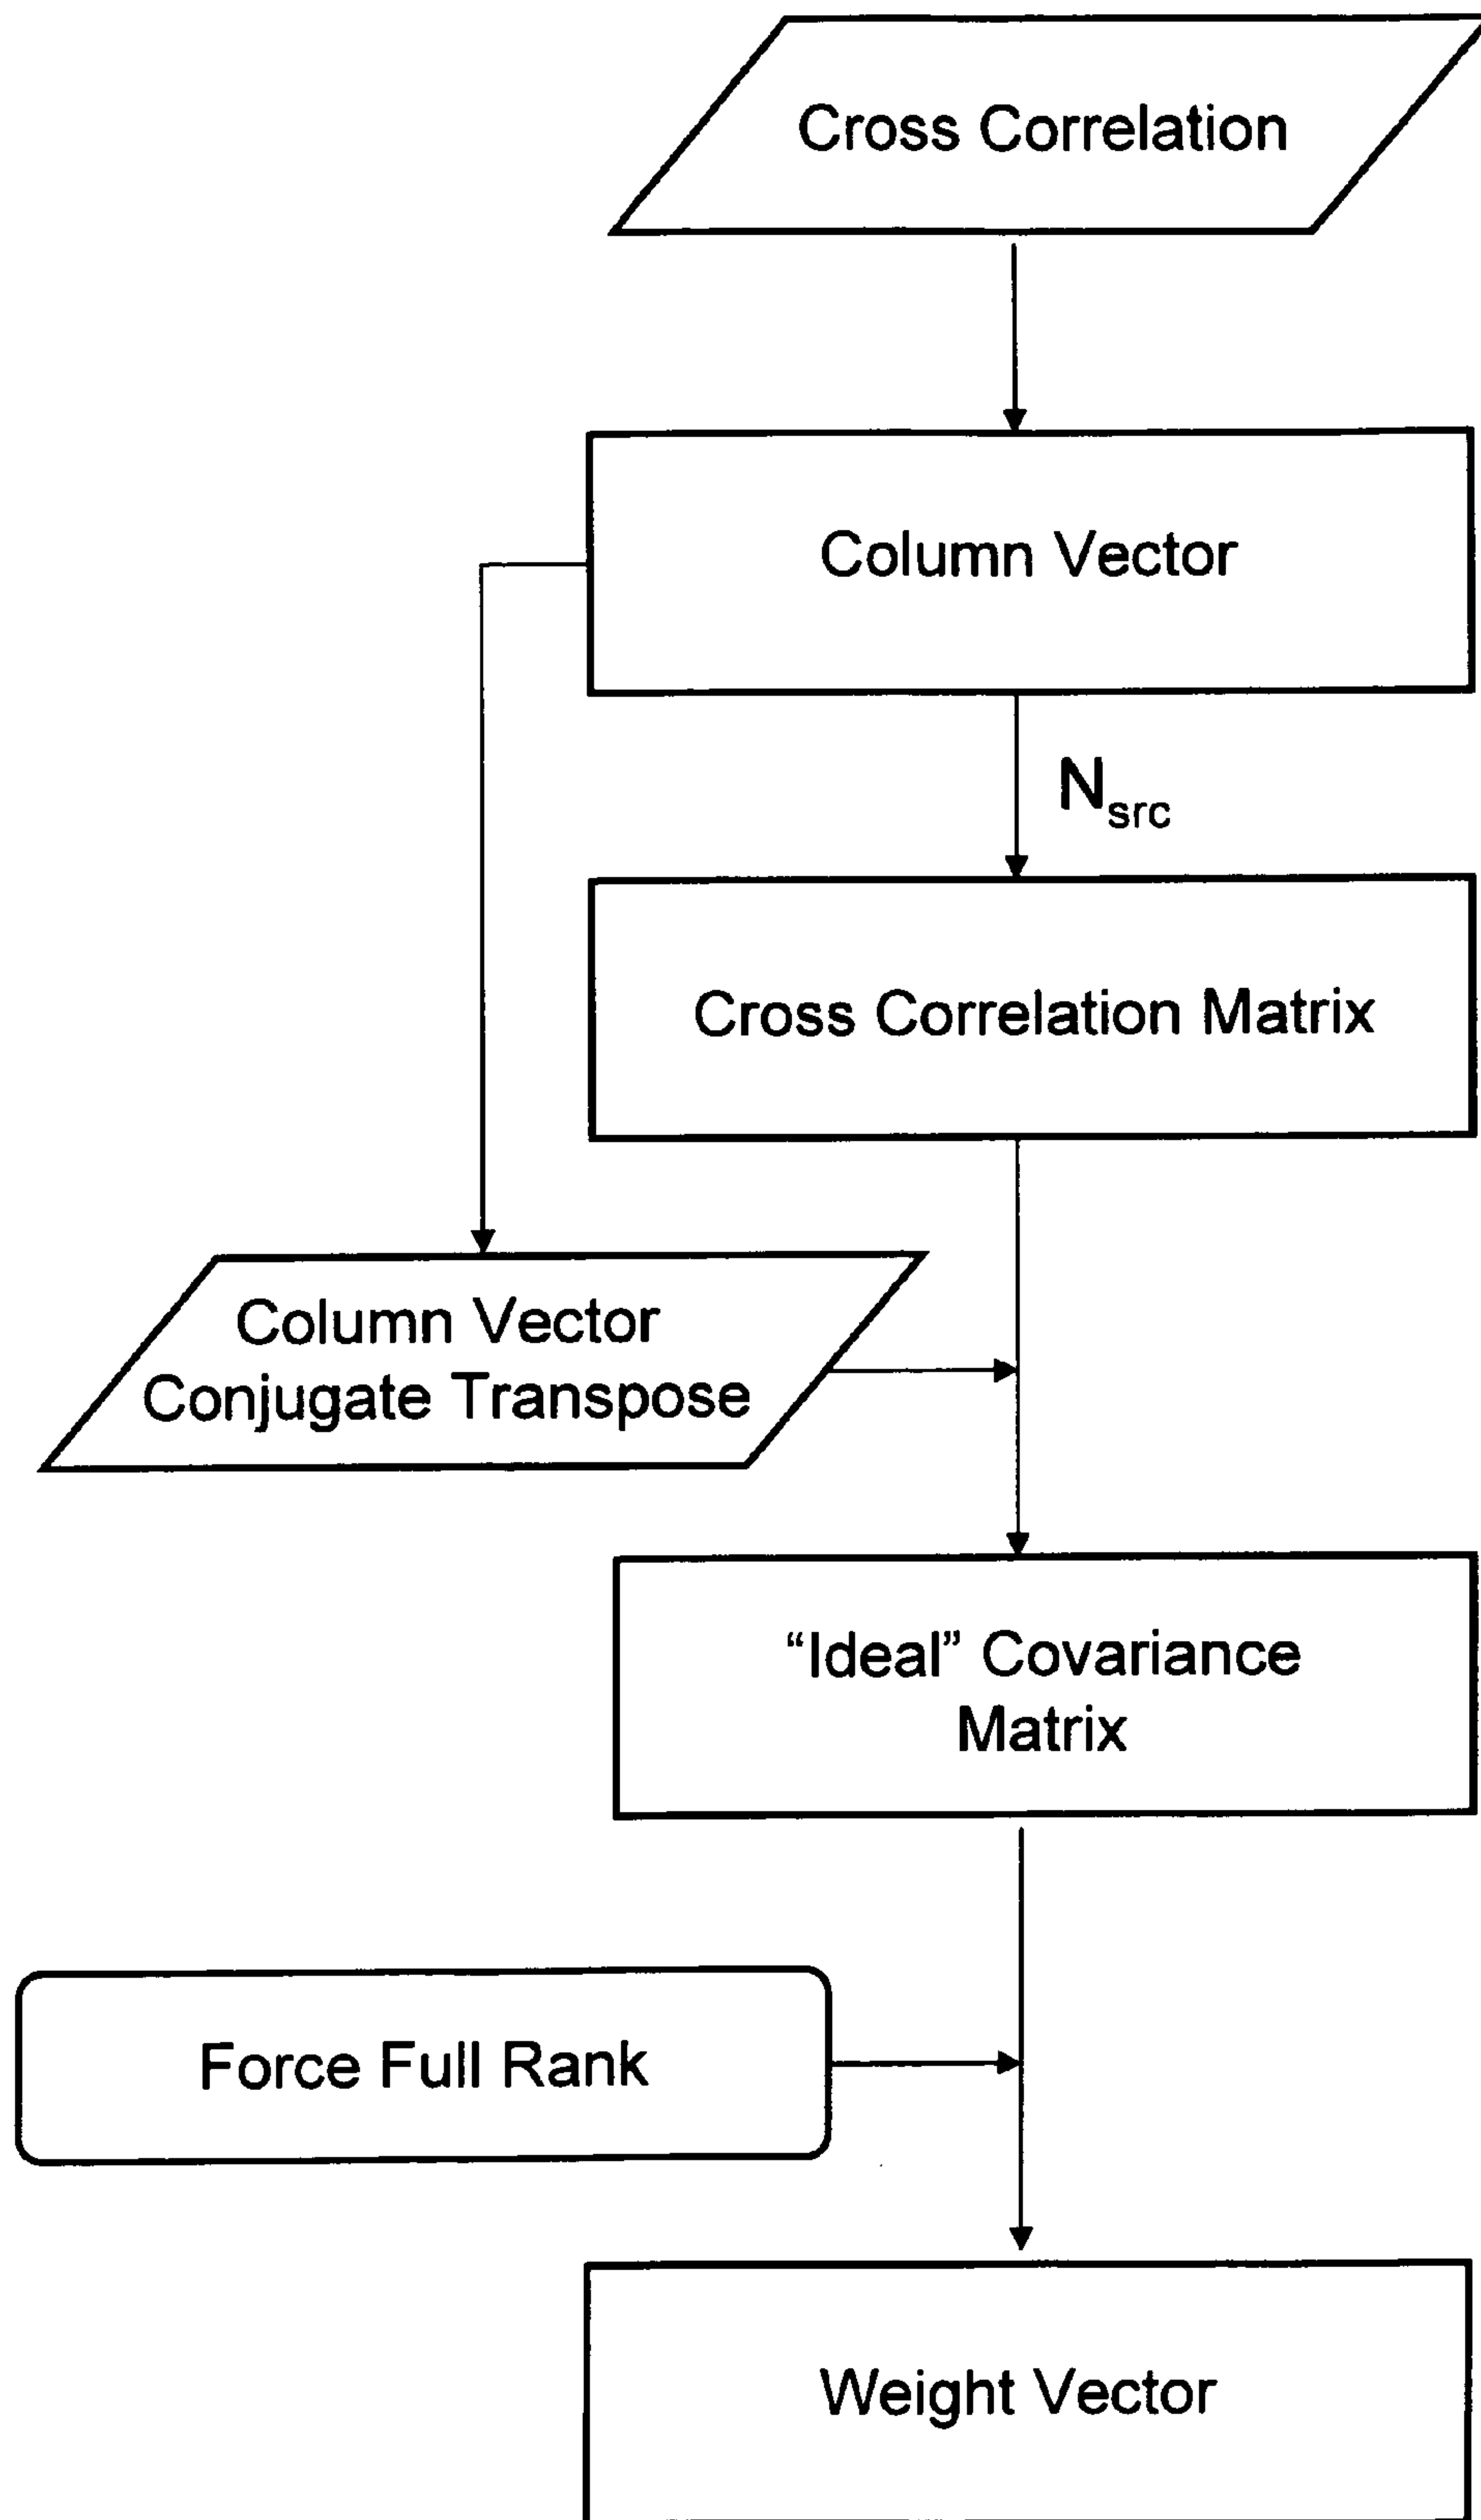 Cross Correlation
Column Vector
N_src
Cross Correlation Matrix
Column Vector
Conjugate Transpose
“Ideal” Covariance
Matrix
Force Full Rank
Weight Vector